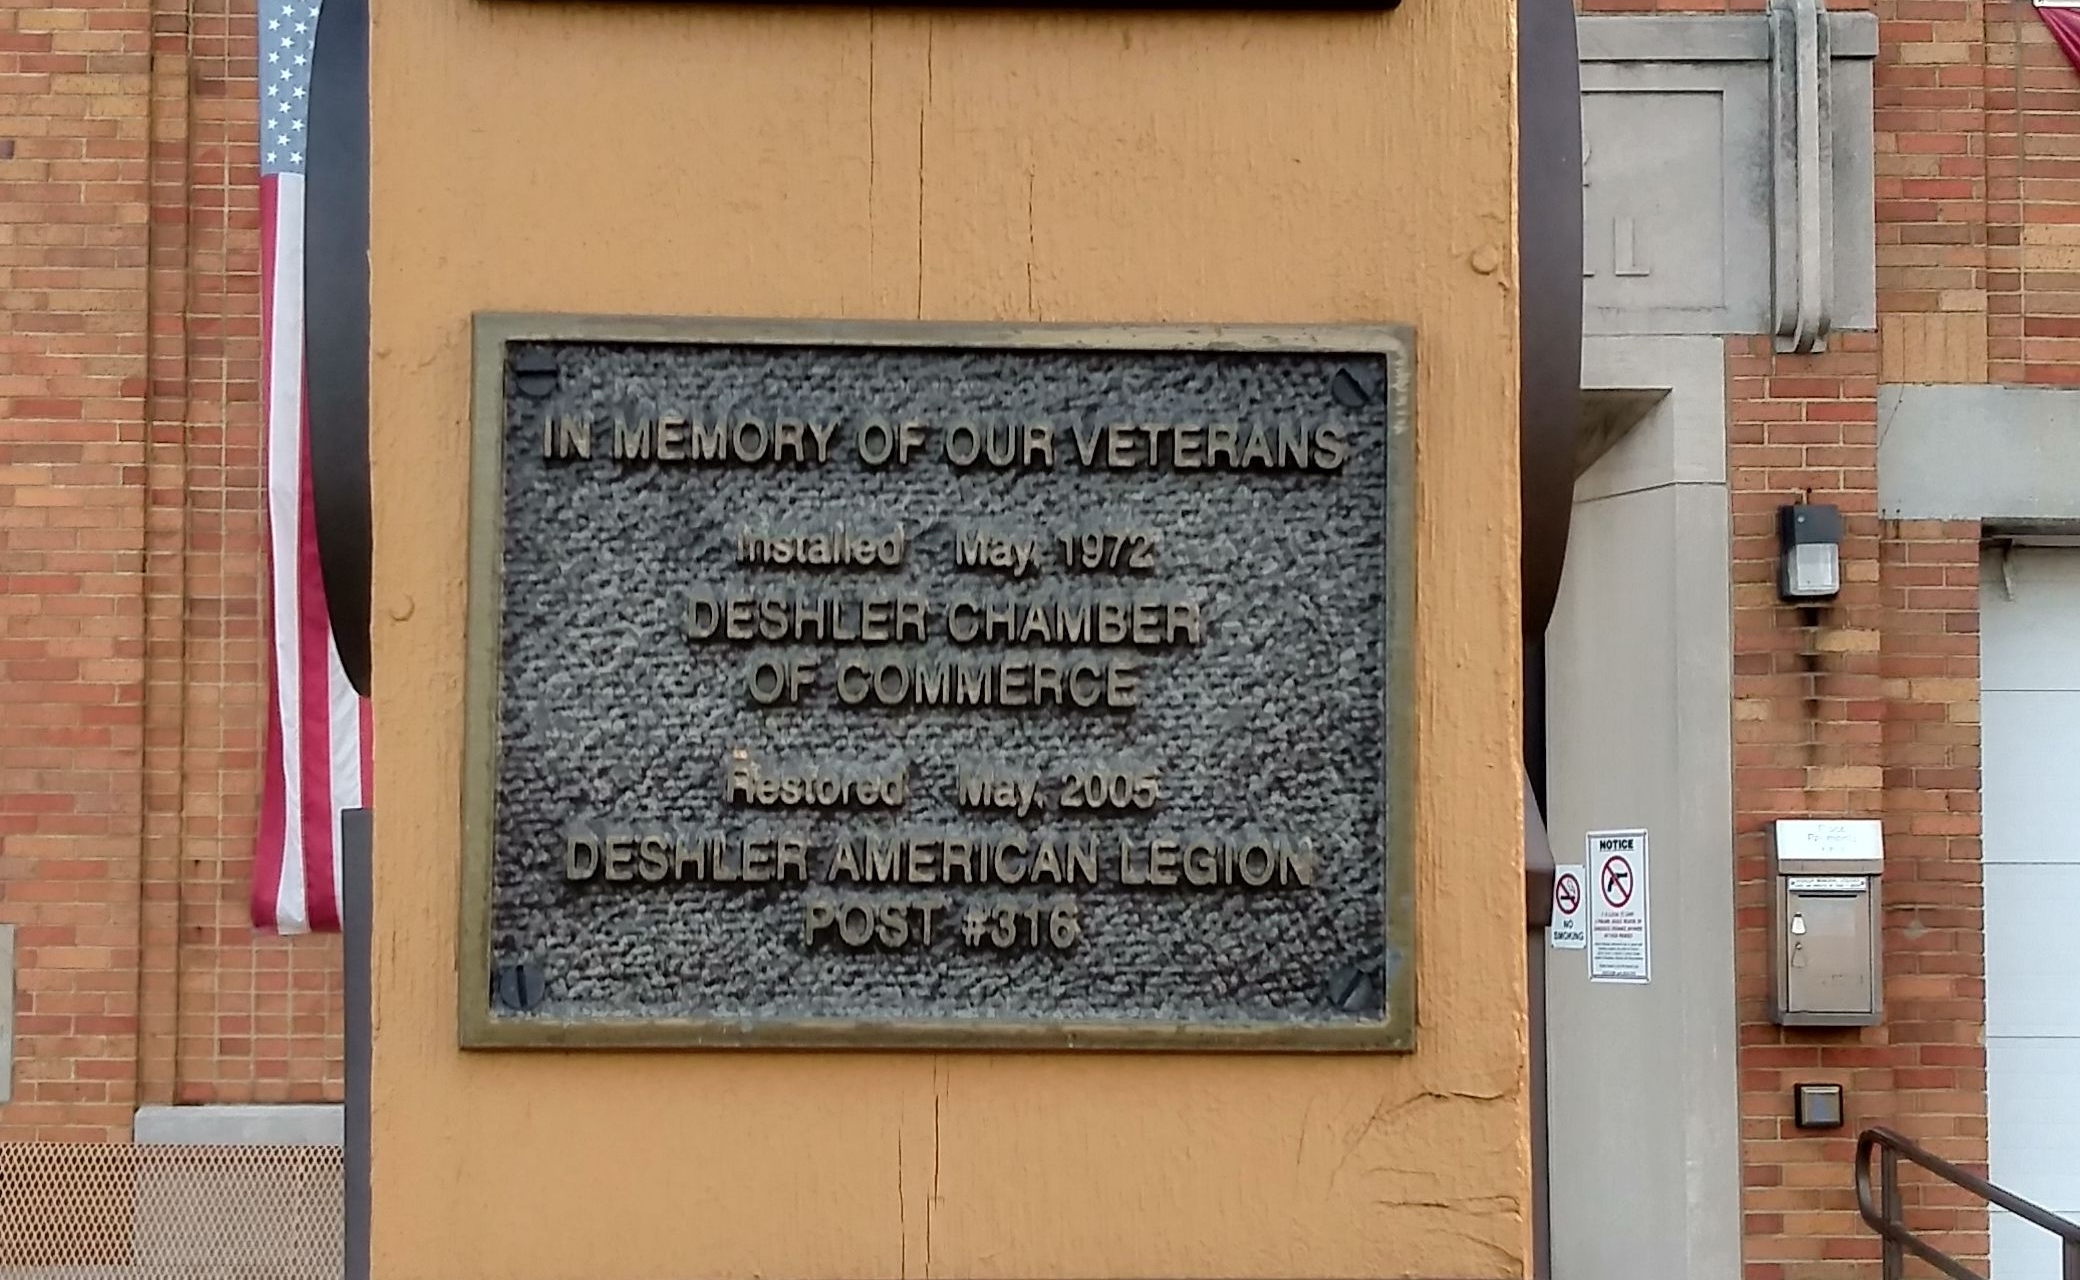 IN MEMORY OF OUR VETERANS
Installed May, 1972
DESHLER CHAMBER
OF COMMERCE
Restored May, 2005
DESHLER AMERICAN LEGION
POST #316
NOTICE
NO
SMOKING